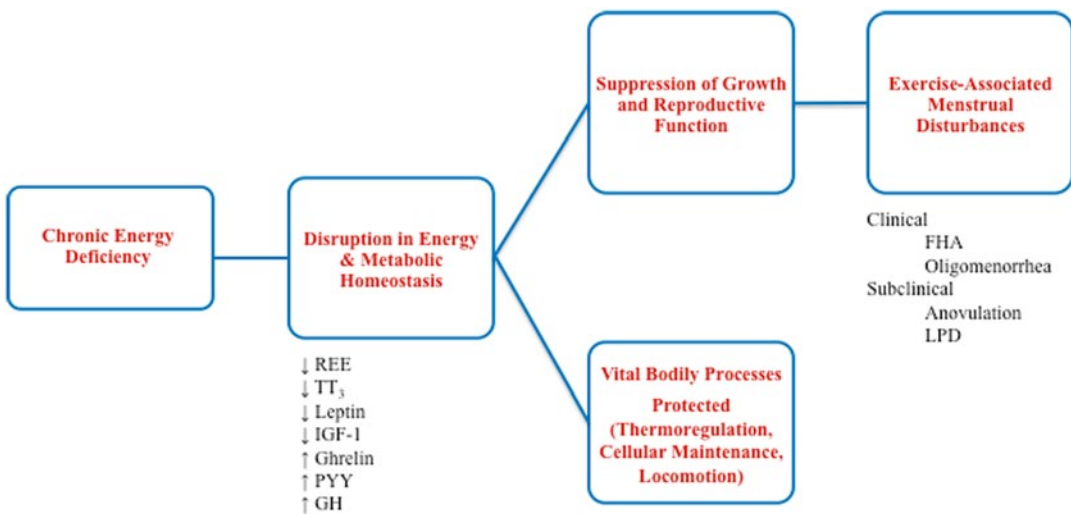 Chronic Energy
Deficiency
Disruption in Energy
& Metabolic
Homeostasis
↓ REE
↓ TT₃
↓ Leptin
↓ IGF-1
↑ Ghrelin
↑ PYY
↑ GH
Suppression of Growth
and Reproductive
Function
Exercise-Associated
Menstrual
Disturbances
Clinical
FHA
Oligomenorrhea
Subclinical
Anovulation
LPD
Vital Bodily Processes
Protected
(Thermoregulation,
Cellular Maintenance,
Locomotion)